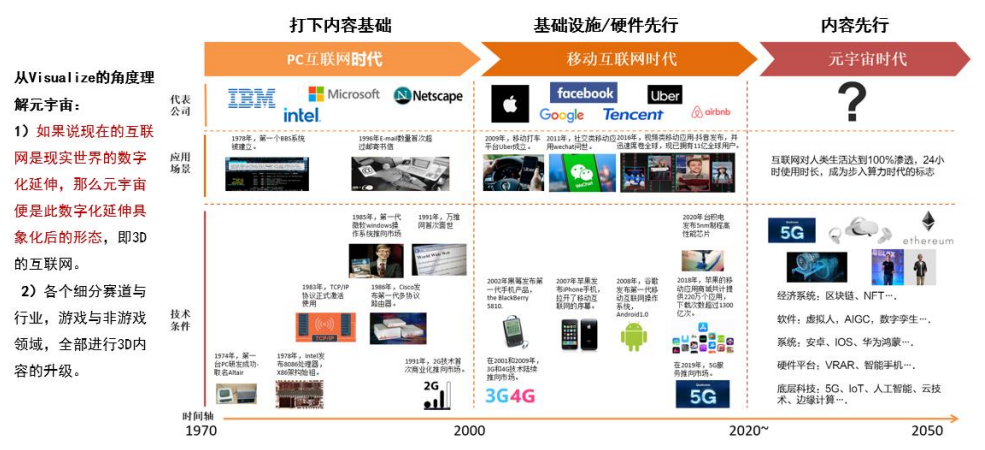 打下内容基础
基础设施/硬件先行
内容先行
PC互联网时代
移动互联网时代
元宇宙时代
从Visualize的角度理
解元宇宙：
1）如果说现在的互联
网是现实世界的数字
化延伸，那么元宇宙
便是此数字化延伸具
象化后的形态，即3D
的互联网。
2）各个细分赛道与
行业，游戏与非游戏
领域，全部进行3D内
容的升级。
代表
公司
IBM
Microsoft
Netscape
intel
facebook
Uber
Google
Tencent
airbnb
?
应用
场景
1978年，第一个BBS系统
被建立。
1996年E-mail数量首次超
过邮寄书信
2009年，移动打车
平台Uber成立。
2011年，社交类移动应
用wechat问世。
2016年，视频类移动应用-抖音发布，并
迅速席卷全球，现已拥有11亿全球用户。
Uber
WeChat
互联网对人类生活达到100%渗透，24小
时使用时长，成为步入算力时代的标志
技术
条件
1985年，第一代
微软windows操
作系统推向市场
1991年，万维
网首次面世
World Wide Web
1983年，TCP/IP
协议正式激活
使用
TCP/IP
1986年，Cisco发
布第一代多协议
路由器。
1974年，第一
台PC研发成功-
取名Altair
1978年，Intel发
布8086处理器，
X86架构始祖。
1991年，2G技术首
次商业化推向市场。
2G
2020年台积电
发布5nm制程高
性能芯片
2002年黑莓发布第
一代手机产品，
the BlackBerry
5810.
2007年苹果发
布iPhone手机，
拉开了移动互
联网的序幕。
2008年，谷歌
发布第一代移
动互联网操作
系统，
Android1.0
2018年，苹果的移
动应用商城共计提
供220万个应用，
下载次数超过1300
亿次。
在2001和2009年，
3G和4G技术陆续
推向市场。
3G4G
在2019年，5G服
务推向市场。
5G
5G
ethereum
经济系统：区块链、NFT…。
软件：虚拟人，AIGC，数字孪生…。
系统：安卓、IOS、华为鸿蒙…。
硬件平台：VRAR、智能手机…。
底层科技：5G、IoT、人工智能、云技
术、边缘计算…。
时间轴
1970
2000
2020~
2050